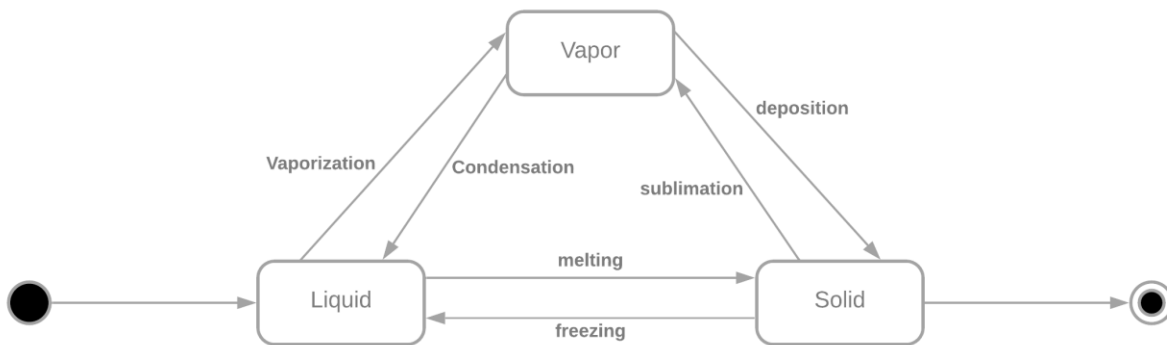 Vapor
deposition
Vaporization
Condensation
sublimation
melting
Liquid
Solid
freezing